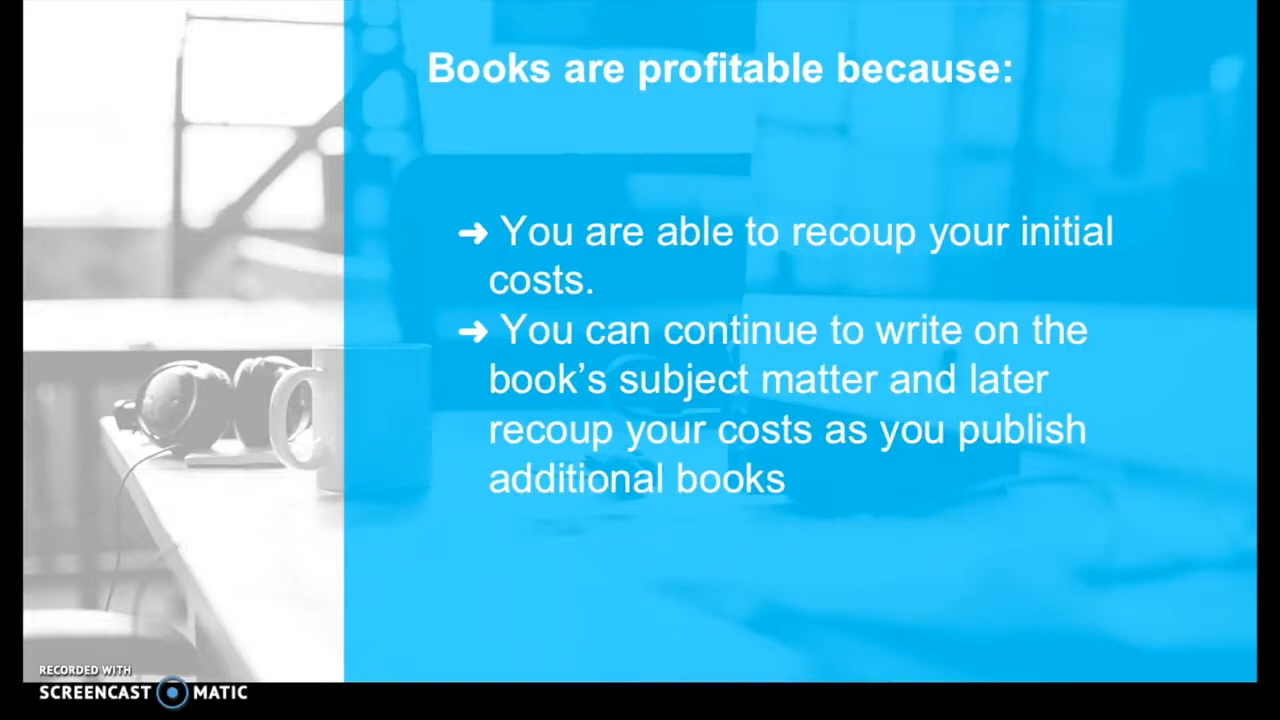 Books are profitable because:
➜ You are able to recoup your initial
costs.
➜ You can continue to write on the
book’s subject matter and later
recoup your costs as you publish
additional books
RECORDED WITH
SCREENCAST MATIC